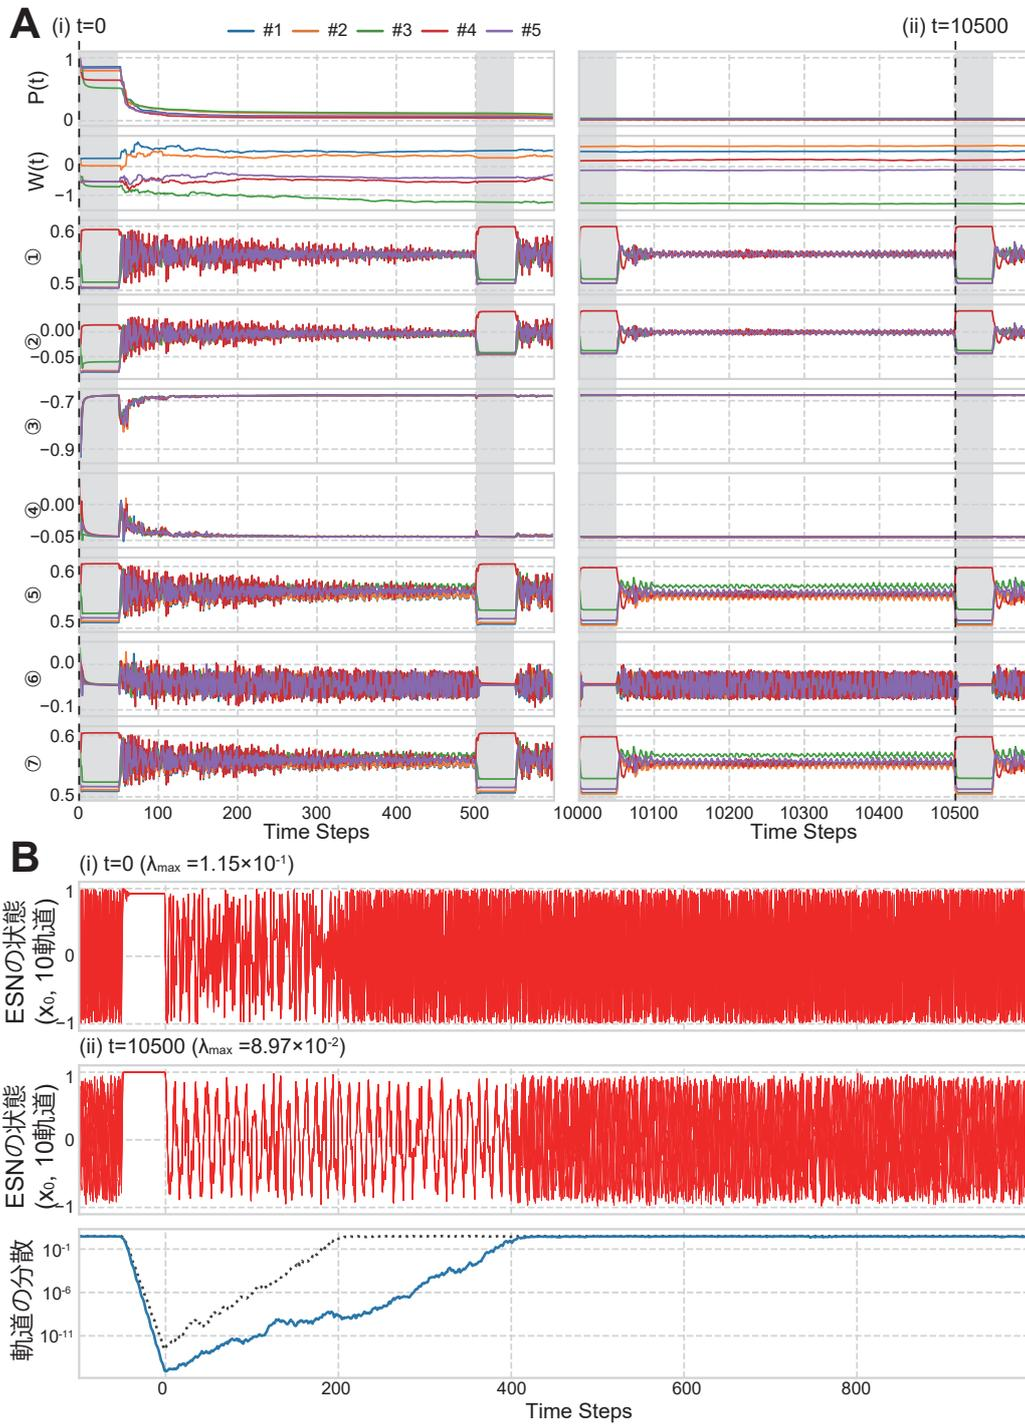 A (i) t=0 #1 #2 #3 #4 #5 (ii) t=10500
P(t) 1 0
W(t) 0 −1
① 0.6 0.5
② 0.00 −0.05
③ −0.7 −0.9
④ 0.00 −0.05
⑤ 0.6 0.5
⑥ 0.0 −0.1
⑦ 0.6 0.5
0 100 200 300 400 500 10000 10100 10200 10300 10400 10500
Time Steps Time Steps
B (i) t=0 (λmax =1.15×10-1)
ESNの状態
(x0, 10軌道)
1 0 −1
(ii) t=10500 (λmax =8.97×10-2)
ESNの状態
(x0, 10軌道)
1 0 −1
軌道の分散
10-1
10-6
10-11
0 200 400 600 800
Time Steps